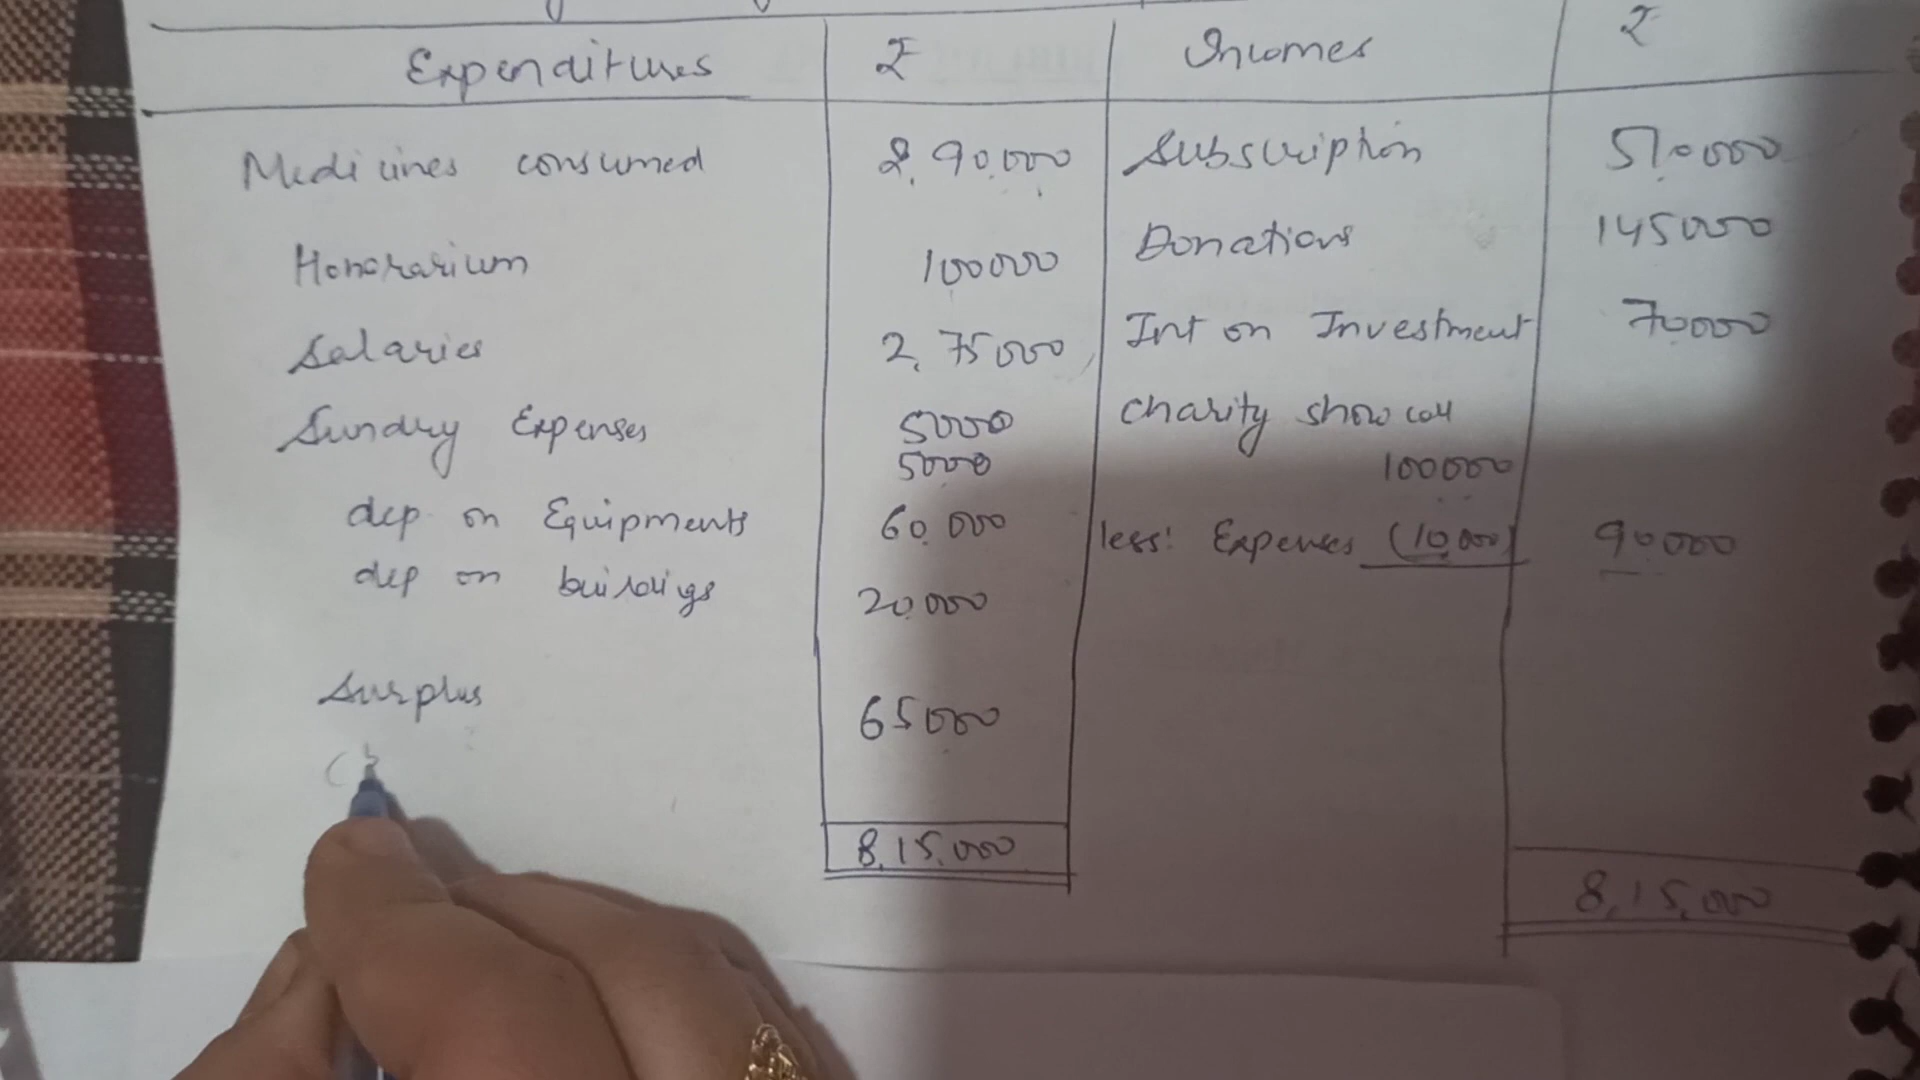 Expenditures ₹ Incomes ₹
Medicines consumed 2,90,000 Subscription 510000
Honorarium 100000 Donations 145000
Salaries 2,75000 Int on Investment 70000
Sundry Expenses 5000 Charity show coll
5000 100000
dep. on Equipments 60,000 less: Expenses (10,000) 90000
dep on buildings 20,000
Surplus 65000
8,15,000 8,15,000